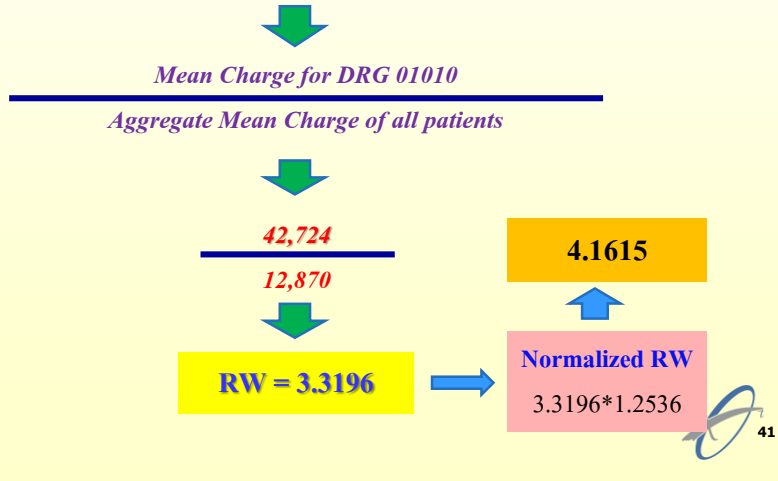 Mean Charge for DRG 01010
Aggregate Mean Charge of all patients
42,724
12,870
4.1615
RW = 3.3196
Normalized RW
3.3196*1.2536
41